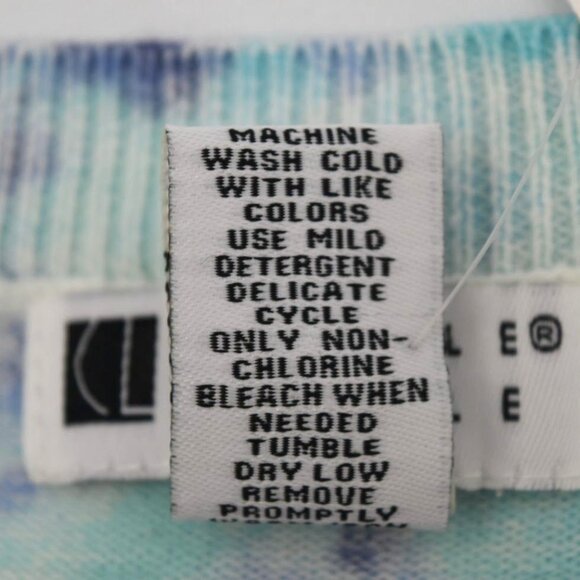 MACHINE
WASH COLD
WITH LIKE
COLORS
USE MILD
DETERGENT
DELICATE
CYCLE
ONLY NON-
CHLORINE
BLEACH WHEN
NEEDED
TUMBLE
DRY LOW
REMOVE
PROMPTLY
L E®
L E